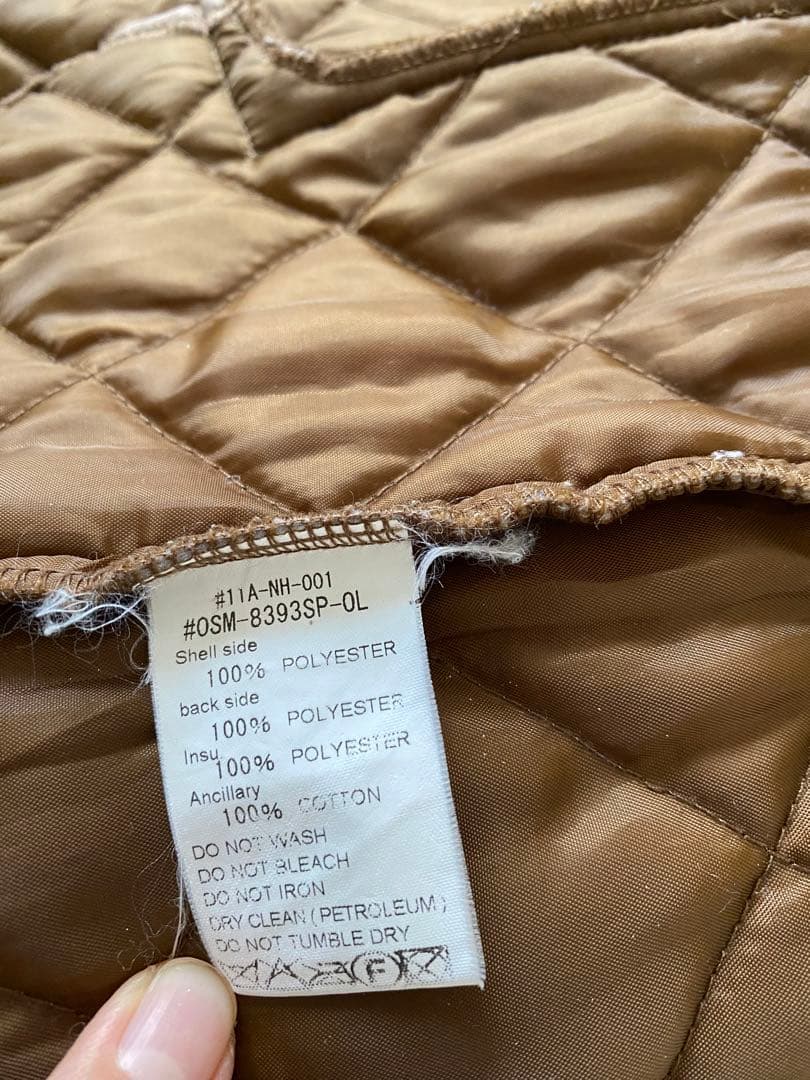 #11A-NH-001
#OSM-8393SP-OL
Shell side
100% POLYESTER
back side
100% POLYESTER
Insu
100% POLYESTER
Ancillary
100% COTTON
DO NOT WASH
DO NOT BLEACH
DO NOT IRON
DRY CLEAN (PETROLEUM)
DO NOT TUMBLE DRY
F